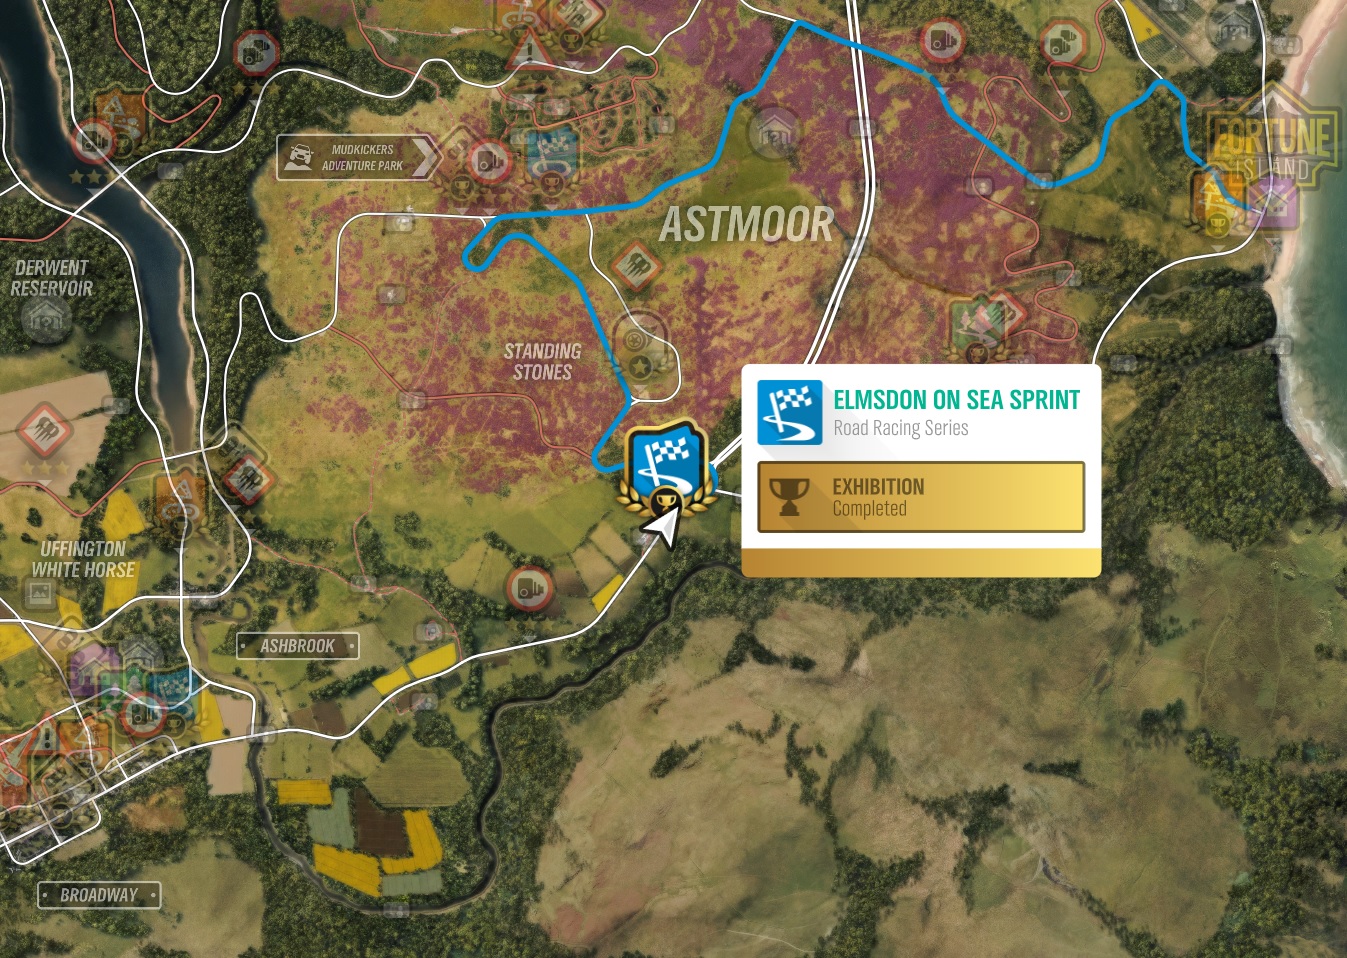 MUDKICKERS
ADVENTURE PARK
FORTUNE
ISLAND
ASTMOOR
DERWENT
RESERVOIR
STANDING
STONES
ELMSDON ON SEA SPRINT
Road Racing Series
EXHIBITION
Completed
UFFINGTON
WHITE HORSE
ASHBROOK
BROADWAY